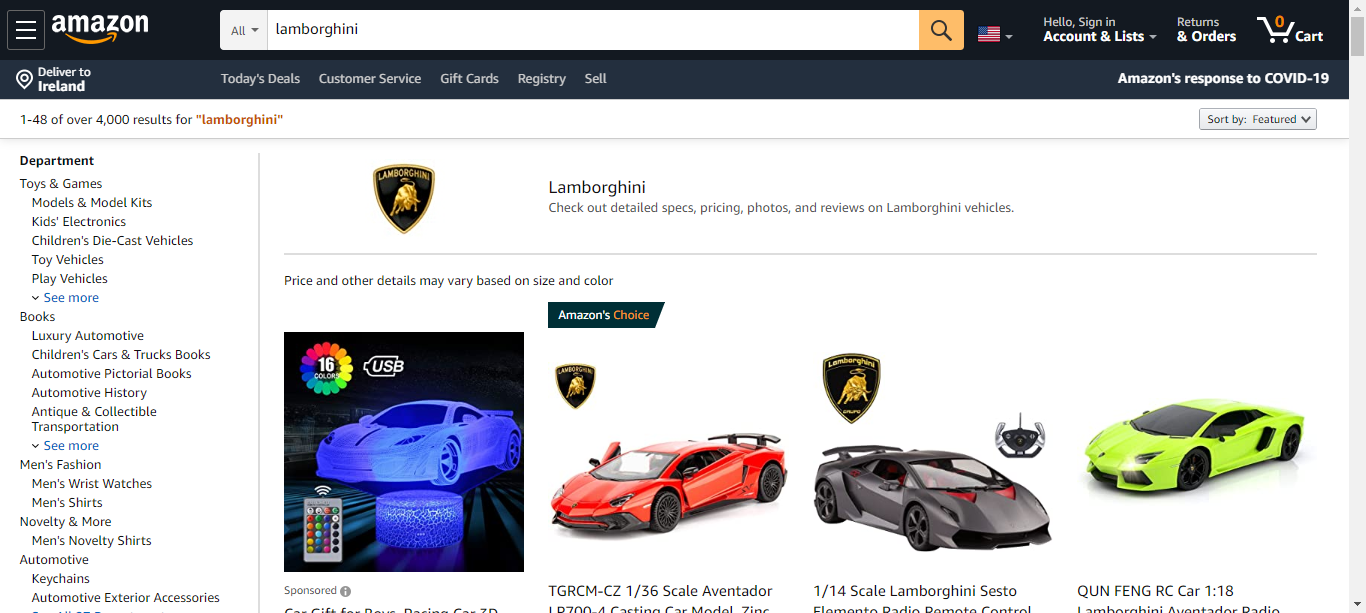 amazon
All
lamborghini
Hello, Sign in
Account & Lists
Returns
& Orders
0
Cart
Deliver to
Ireland
Today's Deals
Customer Service
Gift Cards
Registry
Sell
Amazon's response to COVID-19
1-48 of over 4,000 results for "lamborghini"
Sort by: Featured
Department
Toys & Games
Models & Model Kits
Kids' Electronics
Children's Die-Cast Vehicles
Toy Vehicles
Play Vehicles
See more
Books
Luxury Automotive
Children's Cars & Trucks Books
Automotive Pictorial Books
Automotive History
Antique & Collectible
Transportation
See more
Men's Fashion
Men's Wrist Watches
Men's Shirts
Novelty & More
Men's Novelty Shirts
Automotive
Keychains
Automotive Exterior Accessories
LAMBORGHINI
Lamborghini
Check out detailed specs, pricing, photos, and reviews on Lamborghini vehicles.
Price and other details may vary based on size and color
Amazon's Choice
16
COLORS
USB
Sponsored
Car Gift for Boys, Racing Car 3D
LAMBORGHINI
TGRCM-CZ 1/36 Scale Aventador
LP700-4 Casting Car Model, Zinc
Lamborghini
1/14 Scale Lamborghini Sesto
Elemento Radio Remote Control
QUN FENG RC Car 1:18
Lamborghini Aventador Radio